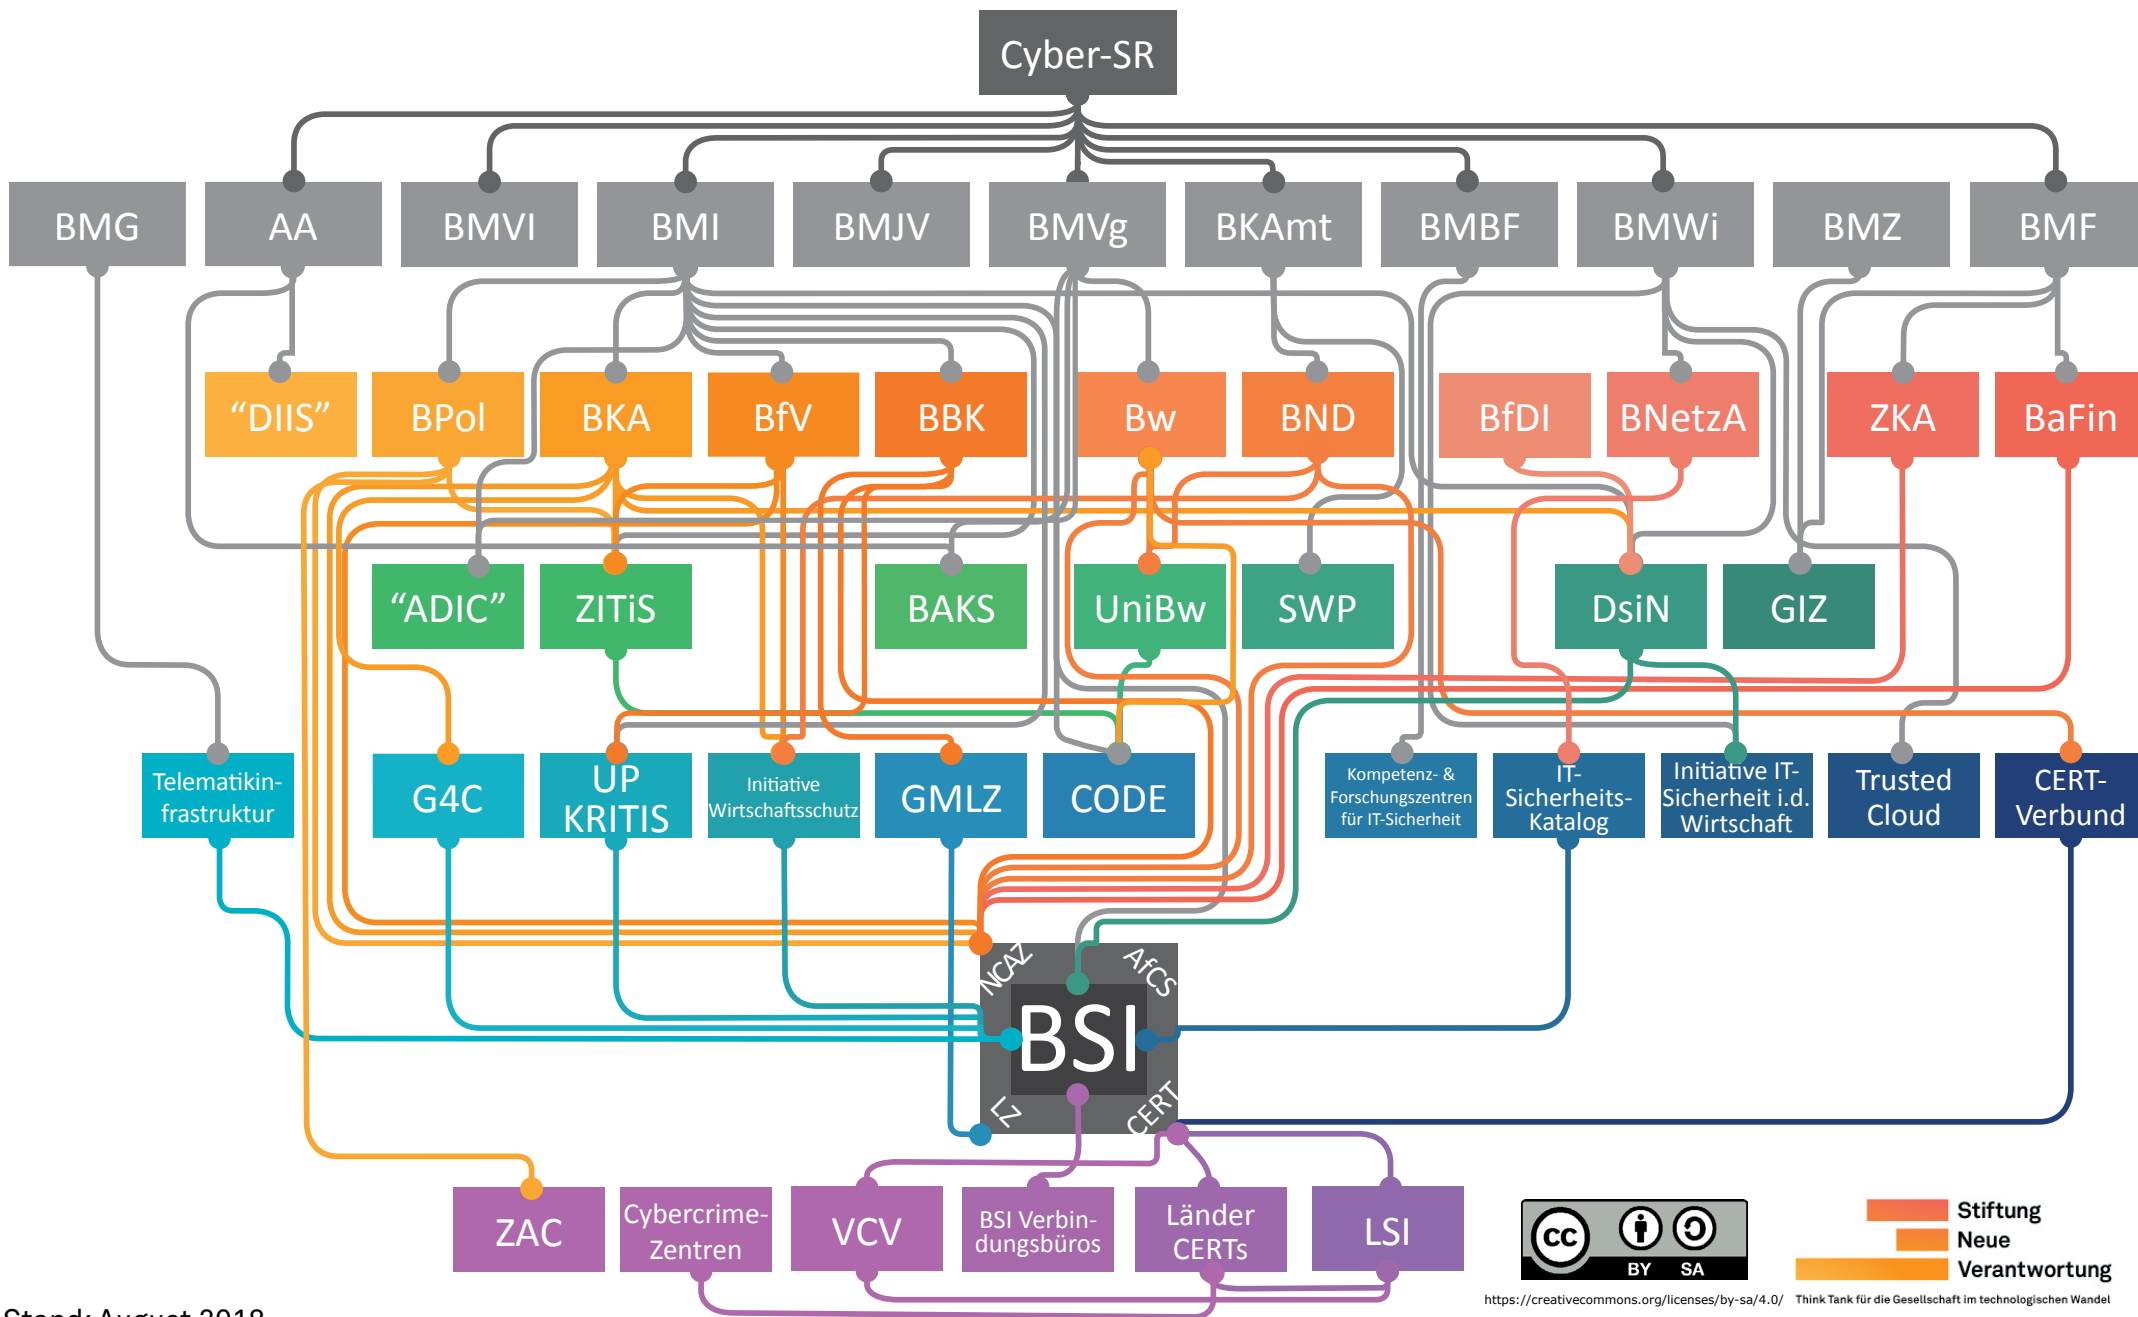 Cyber-SR
BMG
AA
BMVI
BMI
BMJV
BMVg
BKAmt
BMBF
BMWi
BMZ
BMF
“DIIS”
BPol
BKA
BfV
BBK
Bw
BND
BfDI
BNetzA
ZKA
BaFin
“ADIC”
ZITiS
BAKS
UniBw
SWP
DsiN
GIZ
Telematikin-
frastruktur
G4C
UP
KRITIS
Initiative
Wirtschaftsschutz
GMLZ
CODE
Kompetenz- &
Forschungszentren
für IT-Sicherheit
IT-
Sicherheits-
Katalog
Initiative IT-
Sicherheit i.d.
Wirtschaft
Trusted
Cloud
CERT-
Verbund
NCAZ
AfCS
BSI
LZ
CERT
ZAC
Cybercrime-
Zentren
VCV
BSI Verbin-
dungsbüros
Länder
CERTs
LSI
cc
BY SA
https://creativecommons.org/licenses/by-sa/4.0/
Stiftung
Neue
Verantwortung
Think Tank für die Gesellschaft im technologischen Wandel
Stand: August 2018